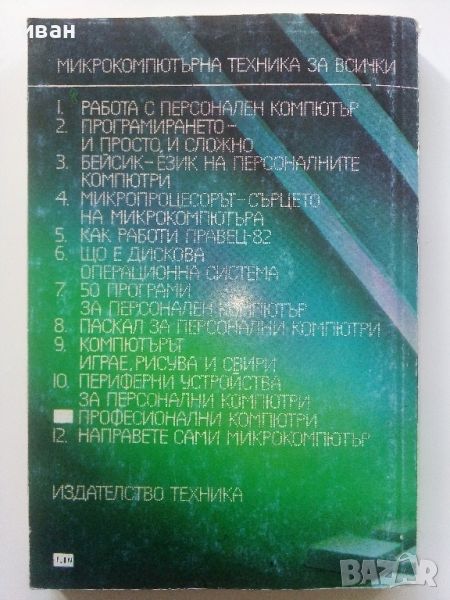 иван
МИКРОКОМПЮТЪРНА ТЕХНИКА ЗА ВСИЧКИ
1. РАБОТА С ПЕРСОНАЛЕН КОМПЮТЪР
2. ПРОГРАМИРАНЕТО-
И ПРОСТО, И СЛОЖНО
3. БЕЙСИК-ЕЗИК НА ПЕРСОНАЛНИТЕ
КОМПЮТРИ
4. МИКРОПРОЦЕСОРЪТ-СЪРЦЕТО
НА МИКРОКОМПЮТЪРА
5. КАК РАБОТИ ПРАВЕЦ-82
6. ЩО Е ДИСКОВА
ОПЕРАЦИОННА СИСТЕМА
7. 50 ПРОГРАМИ
ЗА ПЕРСОНАЛЕН КОМПЮТЪР
8. ПАСКАЛ ЗА ПЕРСОНАЛНИ КОМПЮТРИ
9. КОМПЮТЪРЪТ
ИГРАЕ, РИСУВА И СВИРИ
10. ПЕРИФЕРНИ УСТРОЙСТВА
ЗА ПЕРСОНАЛНИ КОМПЮТРИ
ПРОФЕСИОНАЛНИ КОМПЮТРИ
12. НАПРАВЕТЕ САМИ МИКРОКОМПЮТЪР
ИЗДАТЕЛСТВО ТЕХНИКА
BAZAR